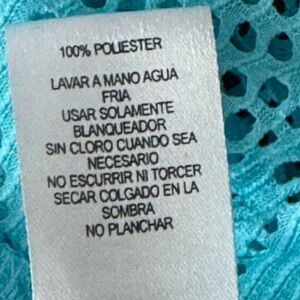 100% POLIESTER
LAVAR A MANO AGUA
FRIA
USAR SOLAMENTE
BLANQUEADOR
SIN CLORO CUANDO SEA
NECESARIO
NO ESCURRIR NI TORCER
SECAR COLGADO EN LA
SOMBRA
NO PLANCHAR